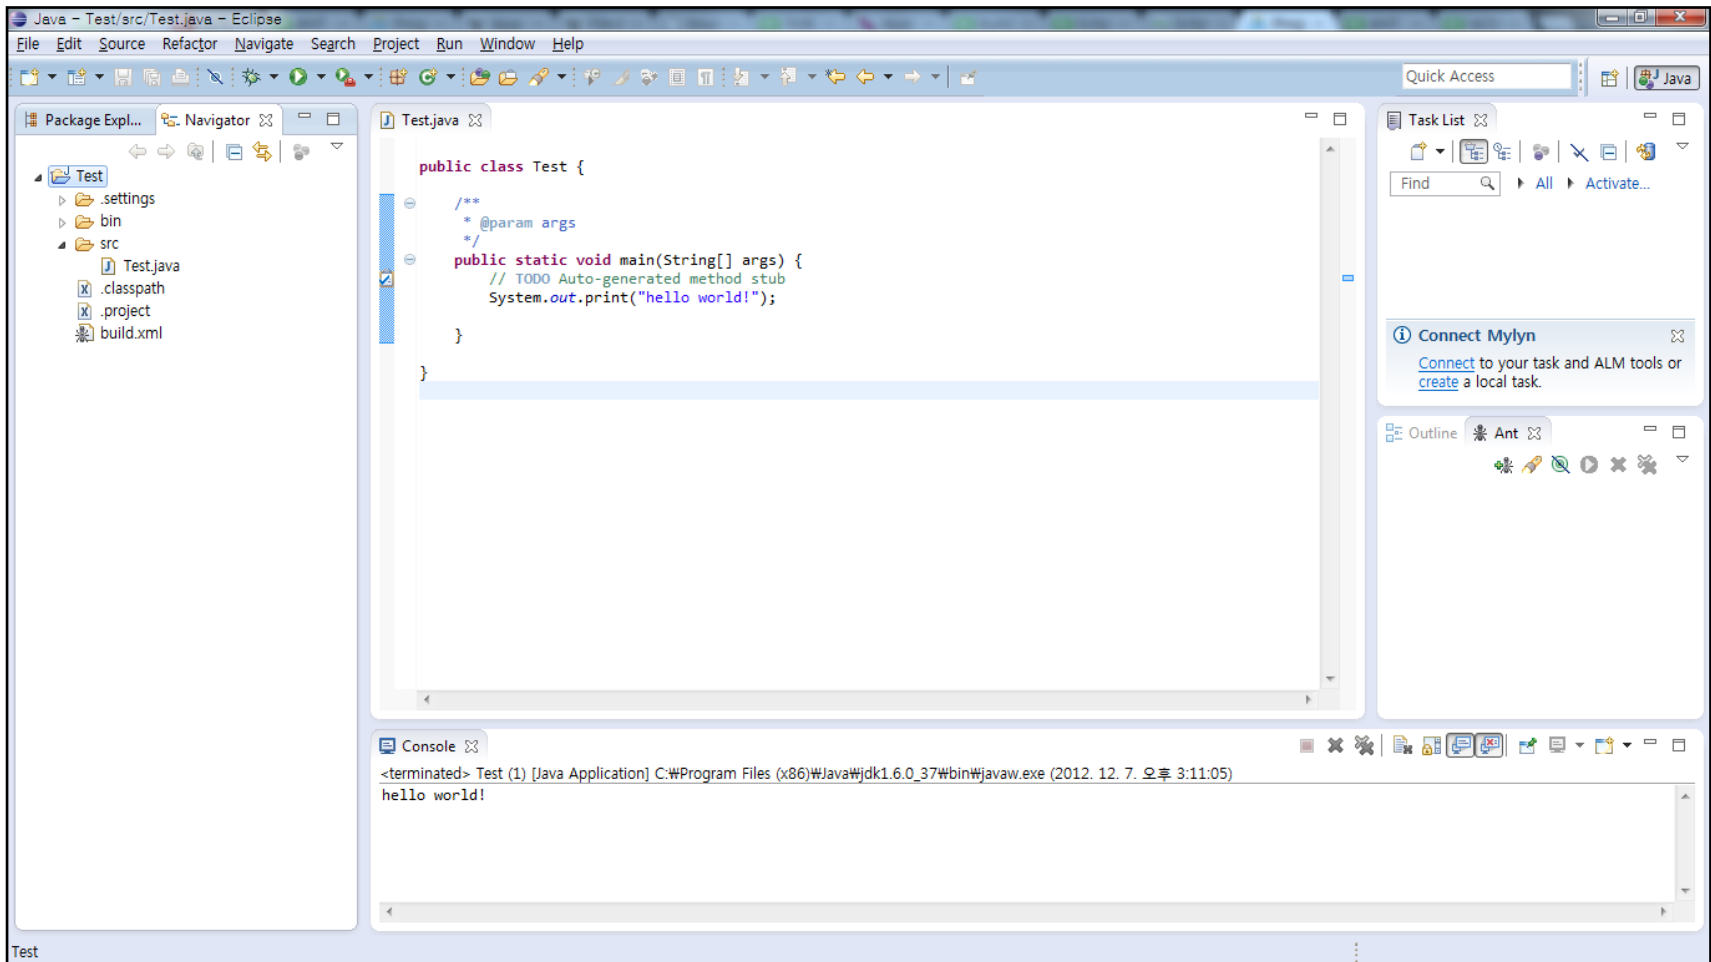 Java - Test/src/Test.java - Eclipse
File Edit Source Refactor Navigate Search Project Run Window Help
Quick Access
Java
Package Expl...
Navigator
Test
.settings
bin
src
Test.java
.classpath
.project
build.xml
Test.java
public class Test {
/**
* @param args
*/
public static void main(String[] args) {
// TODO Auto-generated method stub
System.out.print("hello world!");
}
}
Task List
Find
All
Activate...
Connect Mylyn
Connect to your task and ALM tools or
create a local task.
Outline
Ant
Console
<terminated> Test (1) [Java Application] C:₩Program Files (x86)₩Java₩jdk1.6.0_37₩bin₩javaw.exe (2012. 12. 7. 오후 3:11:05)
hello world!
Test